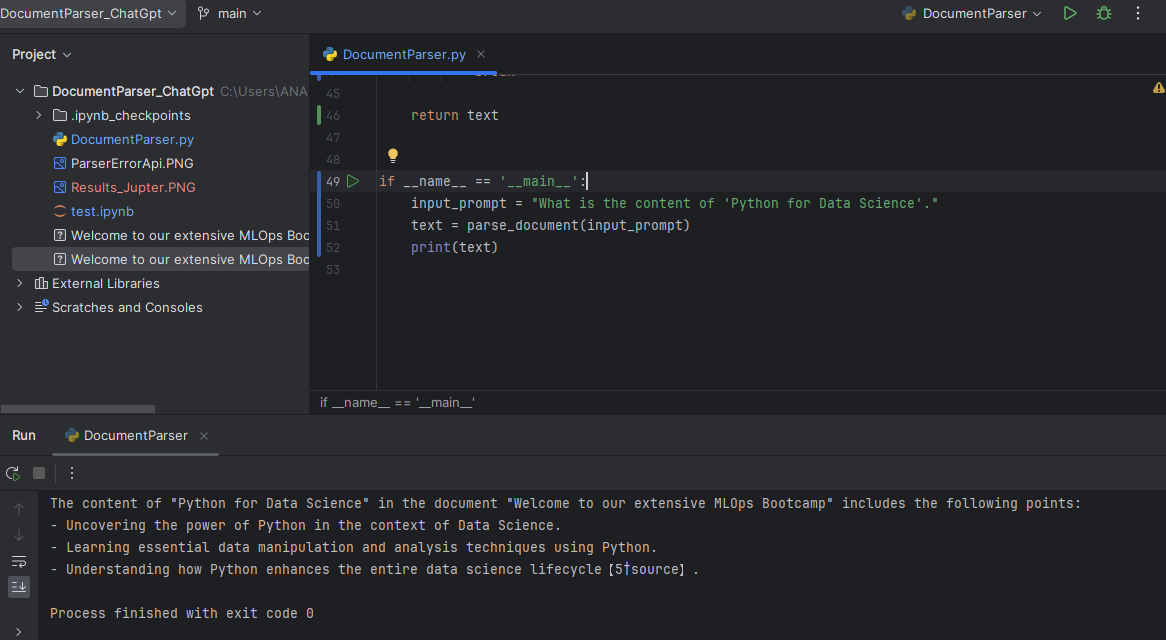 DocumentParser_ChatGpt
main
DocumentParser
Project
DocumentParser.py
DocumentParser_ChatGpt C:\Users\ANA
.ipynb_checkpoints
DocumentParser.py
ParserErrorApi.PNG
Results_Jupter.PNG
test.ipynb
Welcome to our extensive MLOps Boo
Welcome to our extensive MLOps Boo
External Libraries
Scratches and Consoles
45
46 return text
47
48
49 if __name__ == '__main__':
50 input_prompt = "What is the content of 'Python for Data Science'."
51 text = parse_document(input_prompt)
52 print(text)
53
if __name__ == '__main__'
Run
DocumentParser
The content of "Python for Data Science" in the document "Welcome to our extensive MLOps Bootcamp" includes the following points:
- Uncovering the power of Python in the context of Data Science.
- Learning essential data manipulation and analysis techniques using Python.
- Understanding how Python enhances the entire data science lifecycle【5†source】.
Process finished with exit code 0